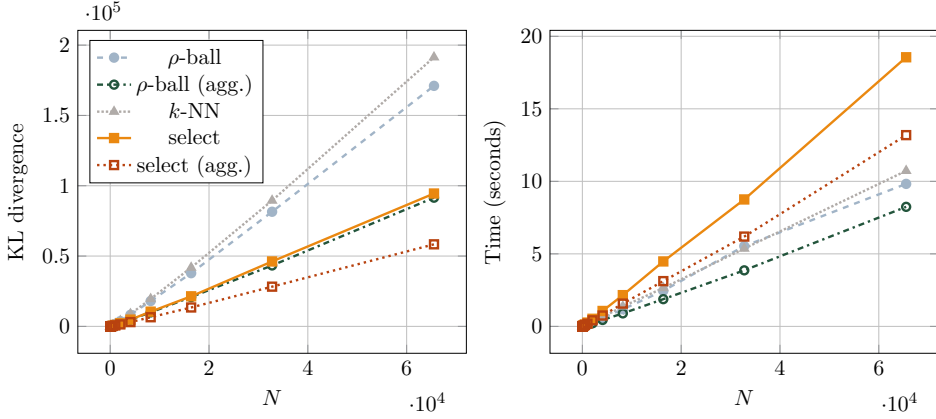 ·10^5
2
1.5
1
0.5
0
KL divergence
ρ-ball
ρ-ball (agg.)
k-NN
select
select (agg.)
0 2 4 6
N ·10^4
20
15
10
5
0
Time (seconds)
0 2 4 6
N ·10^4